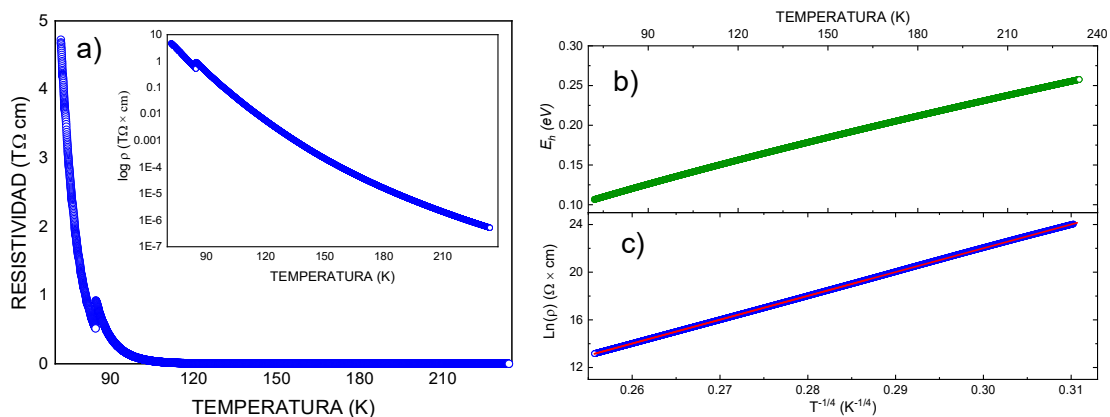 a)
5
4
3
2
1
0
RESISTIVIDAD (TΩ cm)
90 120 150 180 210
TEMPERATURA (K)
10
1
0.1
0.01
0.001
1E-4
1E-5
1E-6
1E-7
log ρ (TΩ × cm)
90 120 150 180 210
TEMPERATURA (K)
TEMPERATURA (K)
90 120 150 180 210 240
b)
0.30
0.25
0.20
0.15
0.10
E_h (eV)
c)
24
20
16
12
Ln(ρ) (Ω × cm)
0.26 0.27 0.28 0.29 0.30 0.31
T^-1/4 (K^-1/4)